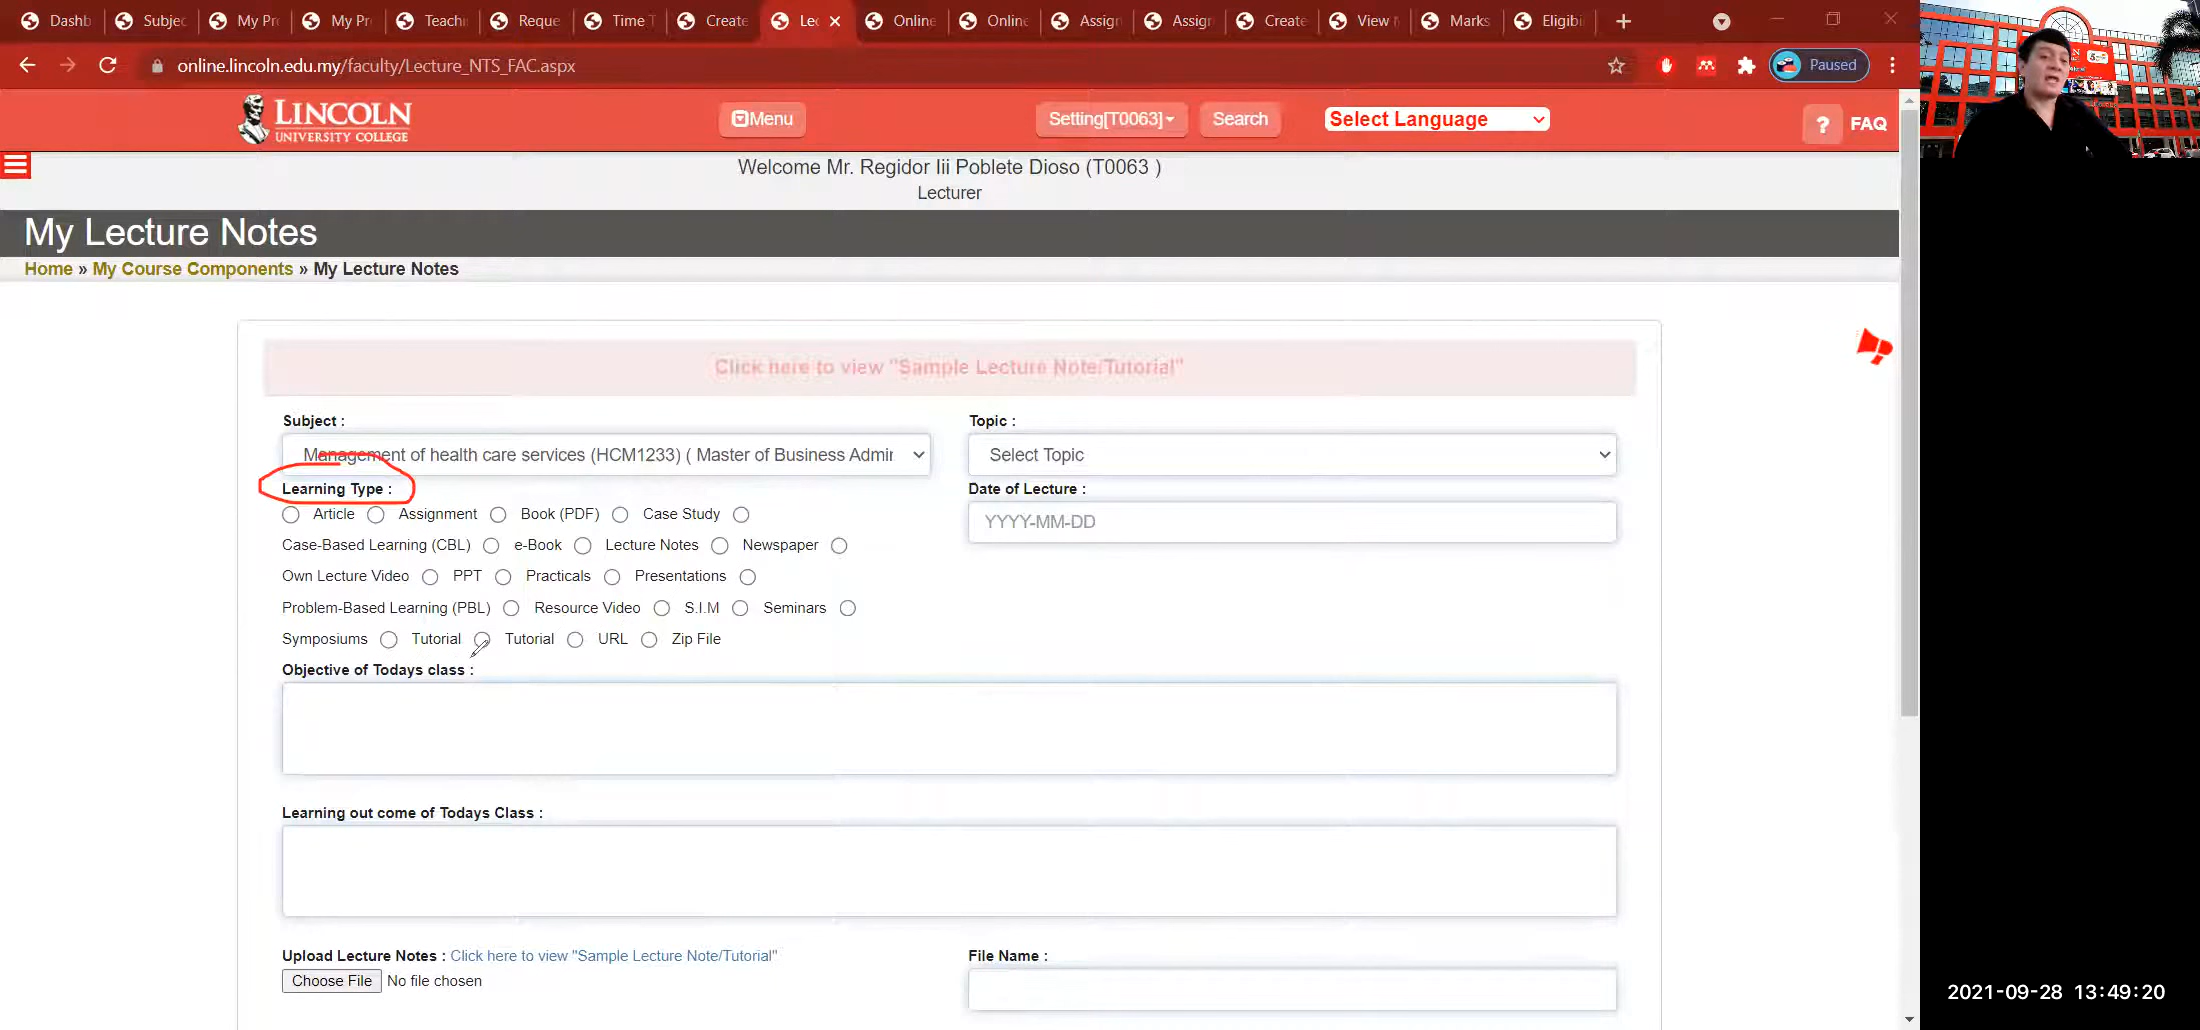 Dashb Subjec My Pr My Pr Teachi Reque Time T Create Lec Online Online Assign Assign Create View M Marks Eligibi
online.lincoln.edu.my/faculty/Lecture_NTS_FAC.aspx Paused
LINCOLN
UNIVERSITY COLLEGE
Menu Setting[T0063] Search Select Language ? FAQ
Welcome Mr. Regidor Iii Poblete Dioso (T0063 )
Lecturer
My Lecture Notes
Home » My Course Components » My Lecture Notes
Click here to view "Sample Lecture Note/Tutorial"
Subject : Topic :
Management of health care services (HCM1233) ( Master of Business Admir Select Topic
Learning Type : Date of Lecture :
Article Assignment Book (PDF) Case Study YYYY-MM-DD
Case-Based Learning (CBL) e-Book Lecture Notes Newspaper
Own Lecture Video PPT Practicals Presentations
Problem-Based Learning (PBL) Resource Video S.I.M Seminars
Symposiums Tutorial Tutorial URL Zip File
Objective of Todays class :
Learning out come of Todays Class :
Upload Lecture Notes : Click here to view "Sample Lecture Note/Tutorial" File Name :
Choose File No file chosen
2021-09-28 13:49:20